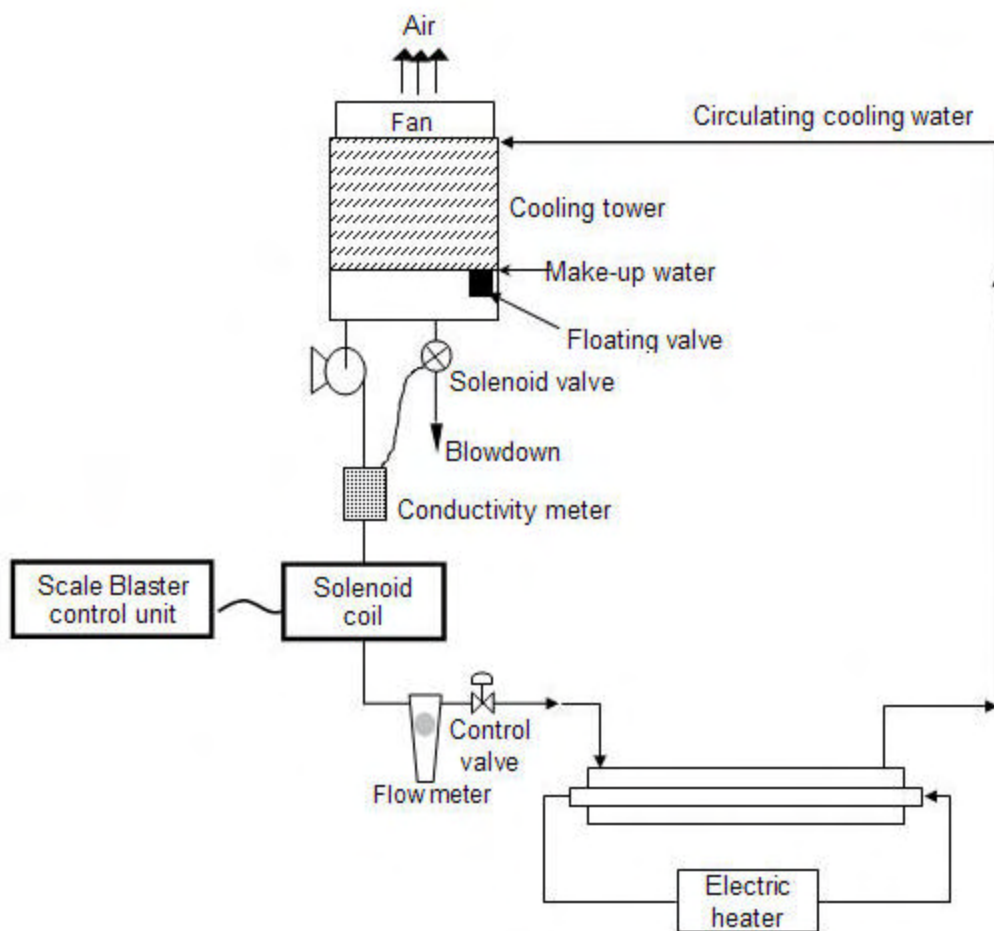 Air
Fan
Circulating cooling water
Cooling tower
Make-up water
Floating valve
Solenoid valve
Blowdown
Conductivity meter
Scale Blaster
control unit
Solenoid
coil
Control
valve
Flow meter
Electric
heater